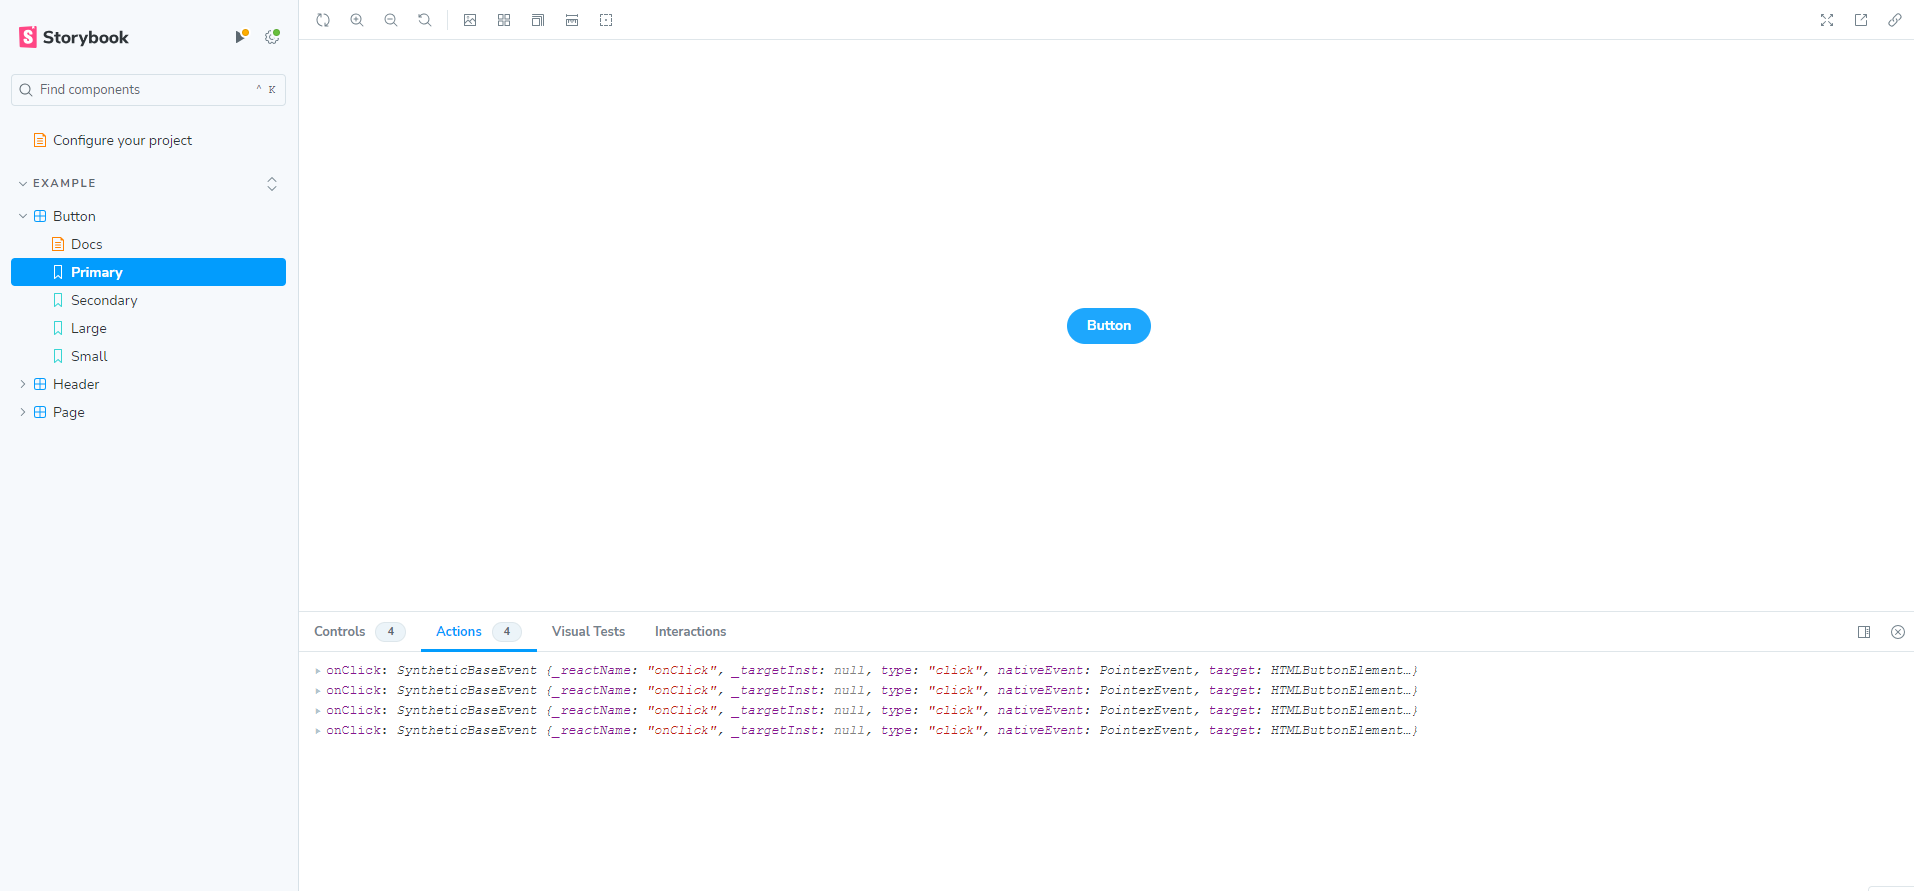 Storybook
Find components
^ K
Configure your project
EXAMPLE
Button
Docs
Primary
Secondary
Large
Small
Header
Page
Button
Controls 4 Actions 4 Visual Tests Interactions
onClick: SyntheticBaseEvent {_reactName: "onClick", _targetInst: null, type: "click", nativeEvent: PointerEvent, target: HTMLButtonElement…}
onClick: SyntheticBaseEvent {_reactName: "onClick", _targetInst: null, type: "click", nativeEvent: PointerEvent, target: HTMLButtonElement…}
onClick: SyntheticBaseEvent {_reactName: "onClick", _targetInst: null, type: "click", nativeEvent: PointerEvent, target: HTMLButtonElement…}
onClick: SyntheticBaseEvent {_reactName: "onClick", _targetInst: null, type: "click", nativeEvent: PointerEvent, target: HTMLButtonElement…}